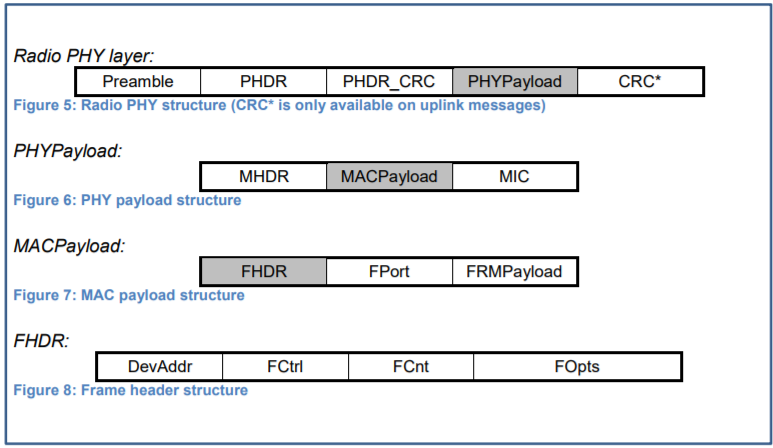 Radio PHY layer:
Preamble PHDR PHDR_CRC PHYPayload CRC*
Figure 5: Radio PHY structure (CRC* is only available on uplink messages)
PHYPayload:
MHDR MACPayload MIC
Figure 6: PHY payload structure
MACPayload:
FHDR FPort FRMPayload
Figure 7: MAC payload structure
FHDR:
DevAddr FCtrl FCnt FOpts
Figure 8: Frame header structure